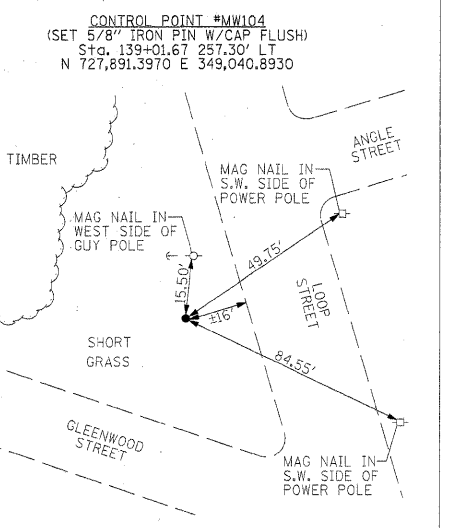 CONTROL POINT #MW104
(SET 5/8" IRON PIN W/CAP FLUSH)
Sta. 139+01.67 257.30' LT
N 727,891.3970 E 349,040.8930
ANGLE
STREET
TIMBER
MAG NAIL IN
S.W. SIDE OF
POWER POLE
MAG NAIL IN
WEST SIDE OF
GUY POLE
49.75'
15.50'
LOOP
STREET
±16'
SHORT
GRASS
84.55'
GLEENWOOD
STREET
MAG NAIL IN
S.W. SIDE OF
POWER POLE